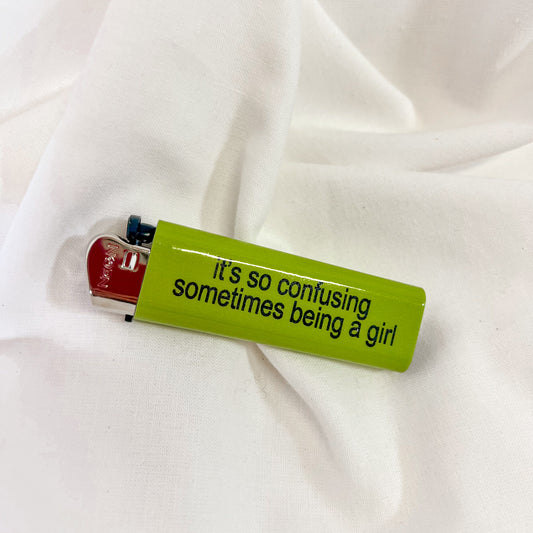 it's so confusing
sometimes being a girl